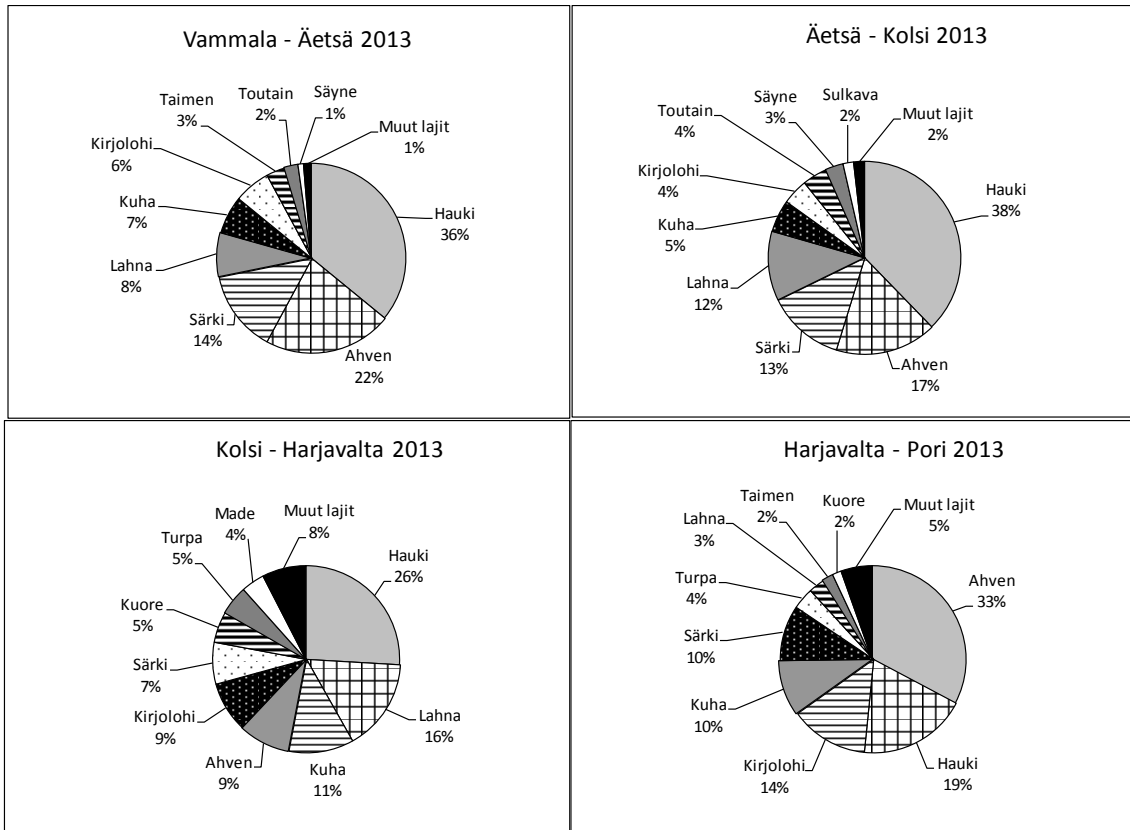 Vammala - Äetsä 2013
Hauki
36%
Ahven
22%
Särki
14%
Lahna
8%
Kuha
7%
Kirjolohi
6%
Taimen
3%
Toutain
2%
Säyne
1%
Muut lajit
1%
Äetsä - Kolsi 2013
Hauki
38%
Ahven
17%
Särki
13%
Lahna
12%
Kuha
5%
Kirjolohi
4%
Toutain
4%
Säyne
3%
Sulkava
2%
Muut lajit
2%
Kolsi - Harjavalta 2013
Hauki
26%
Lahna
16%
Kuha
11%
Ahven
9%
Kirjolohi
9%
Särki
7%
Kuore
5%
Turpa
5%
Made
4%
Muut lajit
8%
Harjavalta - Pori 2013
Ahven
33%
Hauki
19%
Kirjolohi
14%
Kuha
10%
Särki
10%
Turpa
4%
Lahna
3%
Taimen
2%
Kuore
2%
Muut lajit
5%